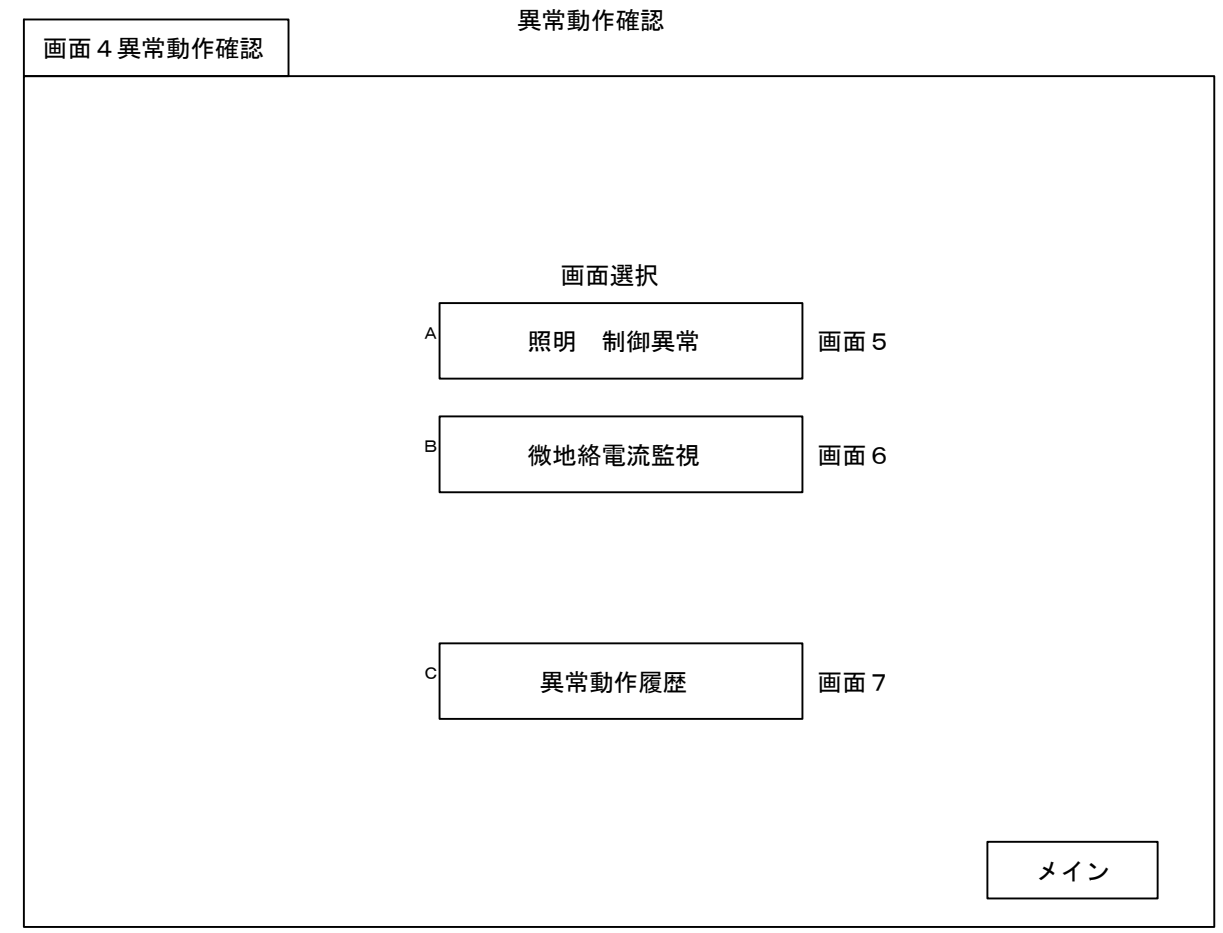 異常動作確認
画面４異常動作確認
画面選択
A 照明　制御異常 画面５
B 微地絡電流監視 画面６
C 異常動作履歴 画面７
メイン